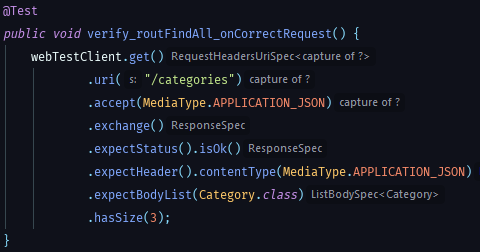 @Test
public void verify_routFindAll_onCorrectRequest() {
webTestClient.get() RequestHeadersUriSpec<capture of ?>
.uri( s: "/categories") capture of ?
.accept(MediaType.APPLICATION_JSON) capture of ?
.exchange() ResponseSpec
.expectStatus().isOk() ResponseSpec
.expectHeader().contentType(MediaType.APPLICATION_JSON)
.expectBodyList(Category.class) ListBodySpec<Category>
.hasSize(3);
}